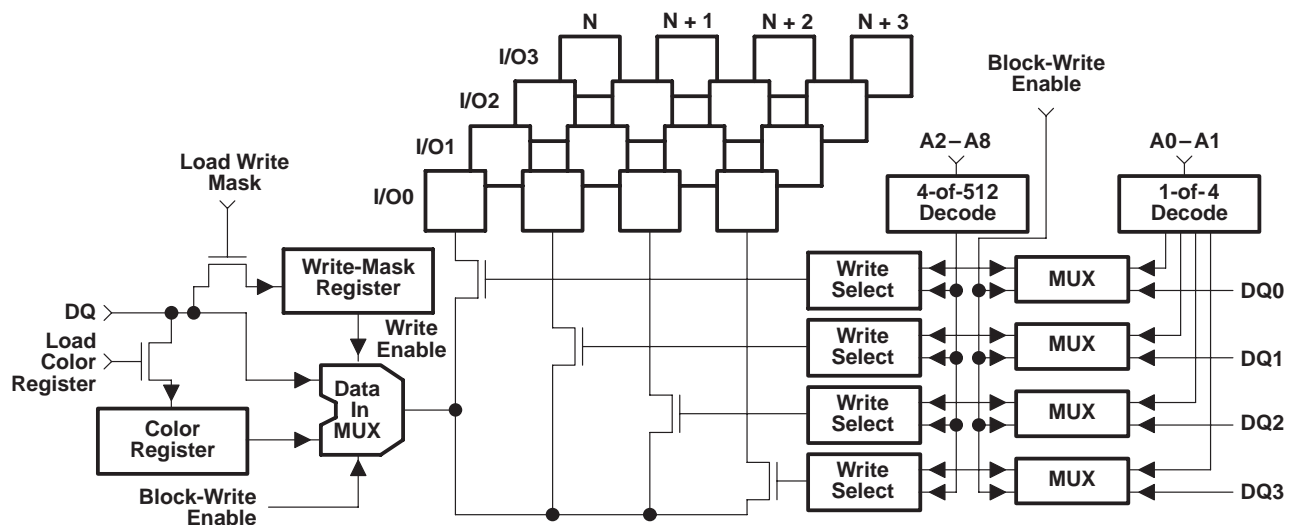 N
N + 1
N + 2
N + 3
I/O3
I/O2
I/O1
I/O0
Block-Write
Enable
A2–A8
A0–A1
4-of-512
Decode
1-of-4
Decode
Load Write
Mask
Write-Mask
Register
Write
Select
MUX
DQ0
DQ
Write
Enable
Load
Color
Register
Write
Select
MUX
DQ1
Data
In
MUX
Color
Register
Write
Select
MUX
DQ2
Block-Write
Enable
Write
Select
MUX
DQ3